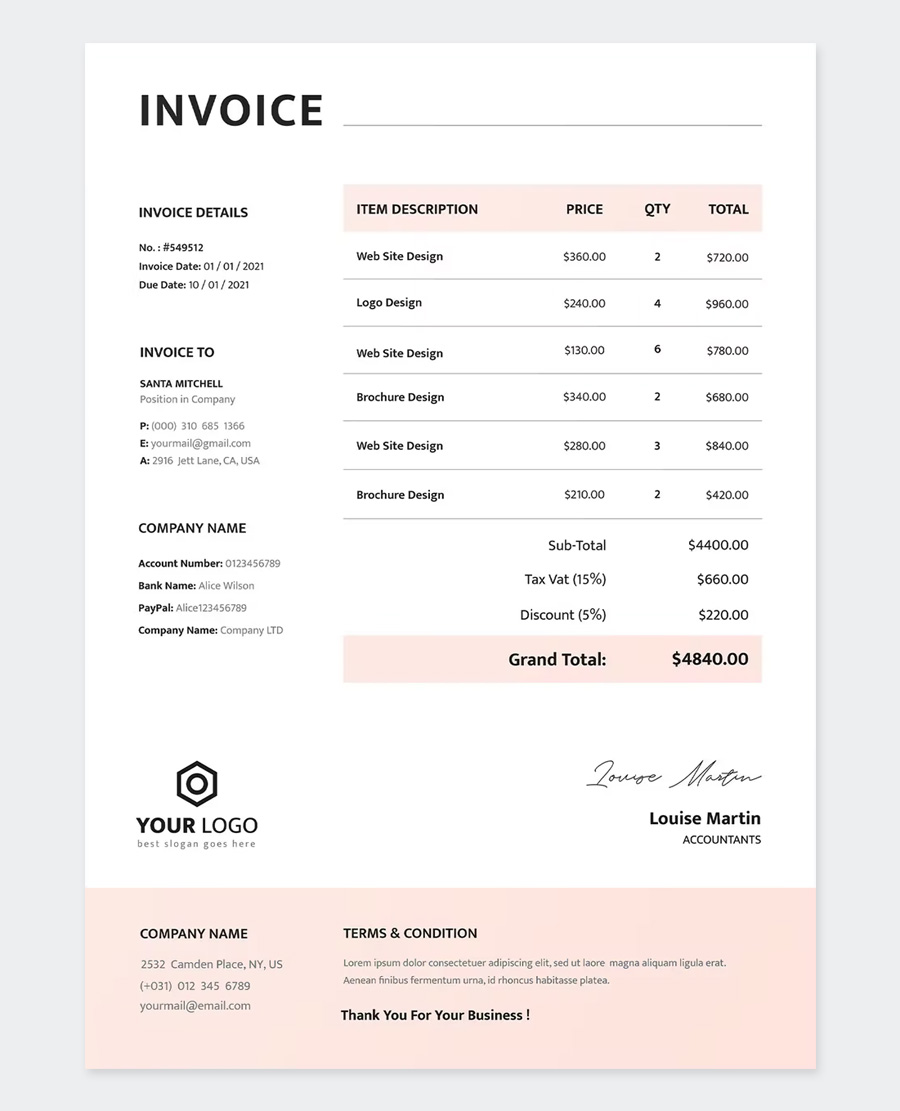 INVOICE
INVOICE DETAILS
No. : #549512
Invoice Date: 01 / 01 / 2021
Due Date: 10 / 01 / 2021
INVOICE TO
SANTA MITCHELL
Position in Company
P: (000) 310 685 1366
E: yourmail@gmail.com
A: 2916 Jett Lane, CA, USA
COMPANY NAME
Account Number: 0123456789
Bank Name: Alice Wilson
PayPal: Alice123456789
Company Name: Company LTD
ITEM DESCRIPTION PRICE QTY TOTAL
Web Site Design $360.00 2 $720.00
Logo Design $240.00 4 $960.00
Web Site Design $130.00 6 $780.00
Brochure Design $340.00 2 $680.00
Web Site Design $280.00 3 $840.00
Brochure Design $210.00 2 $420.00
Sub-Total $4400.00
Tax Vat (15%) $660.00
Discount (5%) $220.00
Grand Total: $4840.00
YOUR LOGO
best slogan goes here
Louise Martin
Louise Martin
ACCOUNTANTS
COMPANY NAME
2532 Camden Place, NY, US
(+031) 012 345 6789
yourmail@email.com
TERMS & CONDITION
Lorem ipsum dolor consectetuer adipiscing elit, sed ut laore magna aliquam ligula erat.
Aenean finibus fermentum urna, id rhoncus habitasse platea.
Thank You For Your Business !